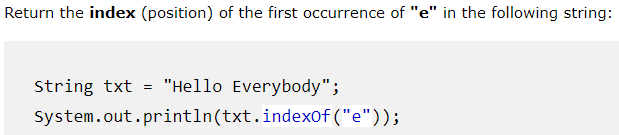 Return the index (position) of the first occurrence of "e" in the following string:
String txt = "Hello Everybody";
System.out.println(txt.indexOf("e"));